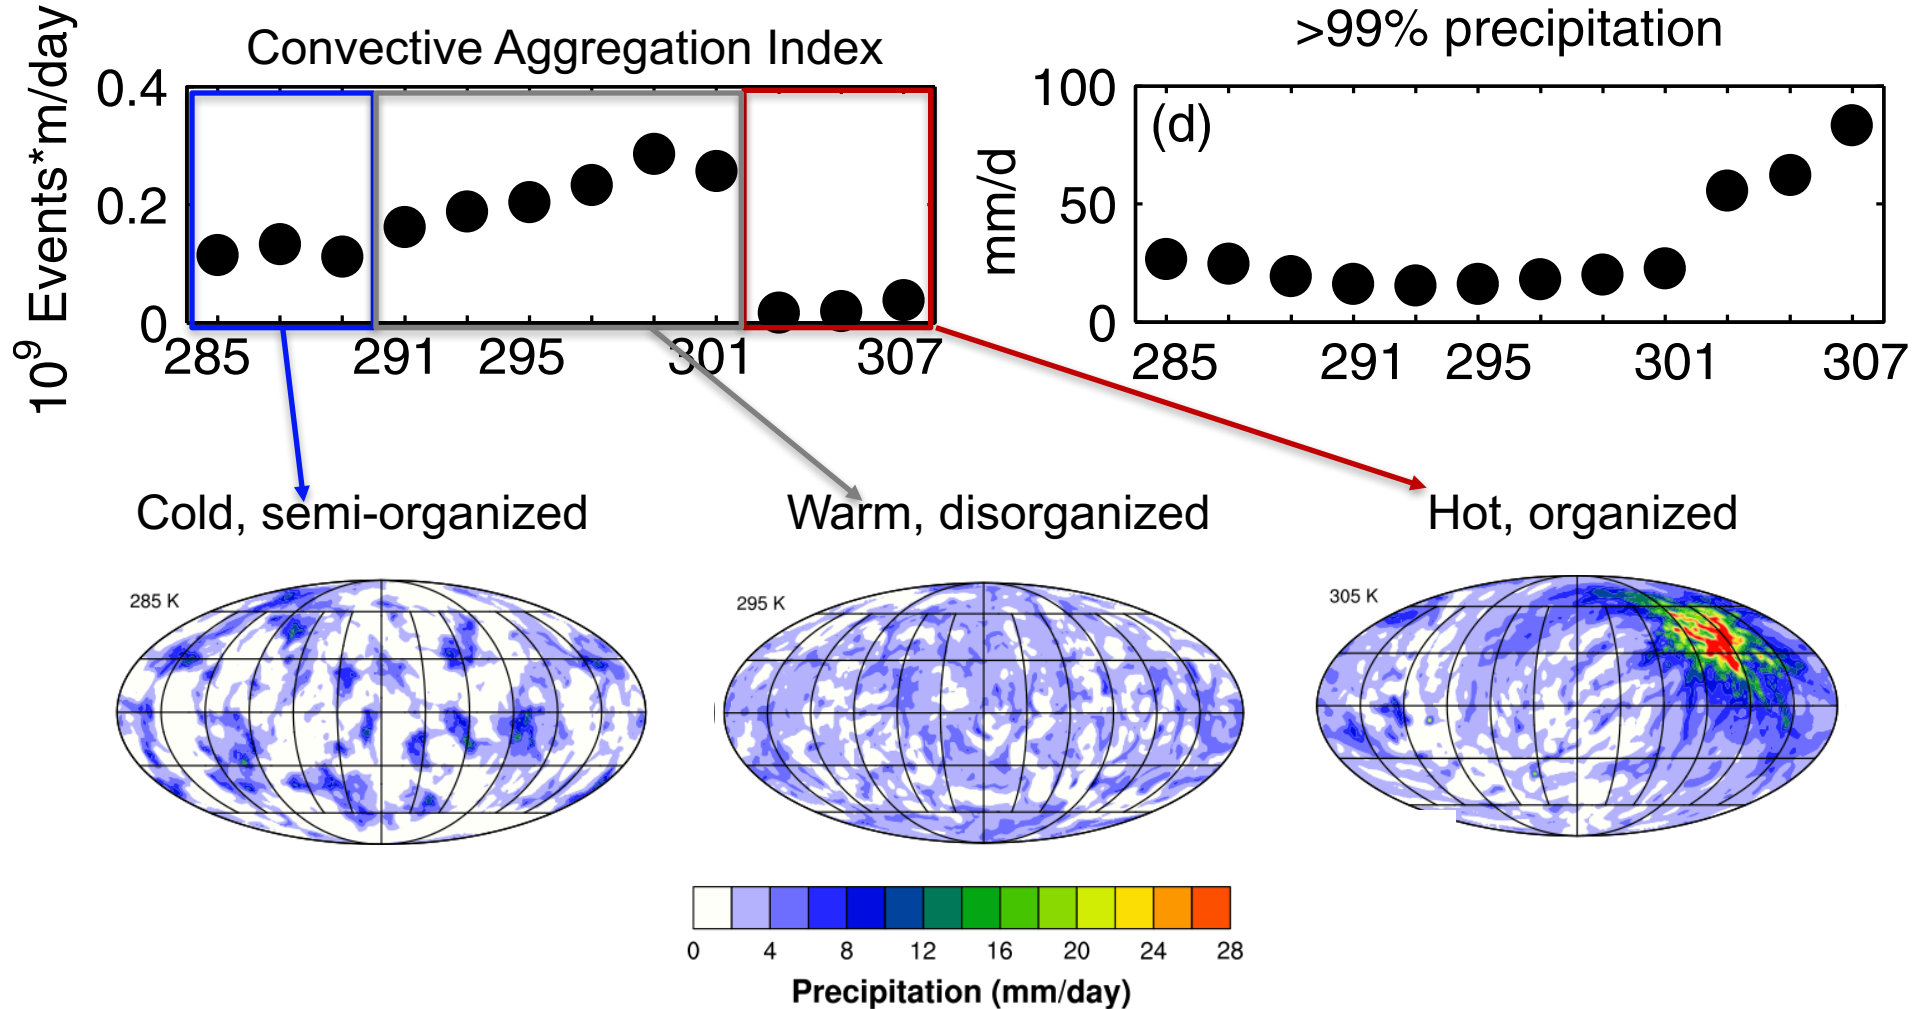 Convective Aggregation Index
10⁹ Events*m/day
0.4
0.2
0
285 291 295 301 307
>99% precipitation
(d)
mm/d
100
50
0
285 291 295 301 307
Cold, semi-organized
Warm, disorganized
Hot, organized
285 K
295 K
305 K
0 4 8 12 16 20 24 28
Precipitation (mm/day)